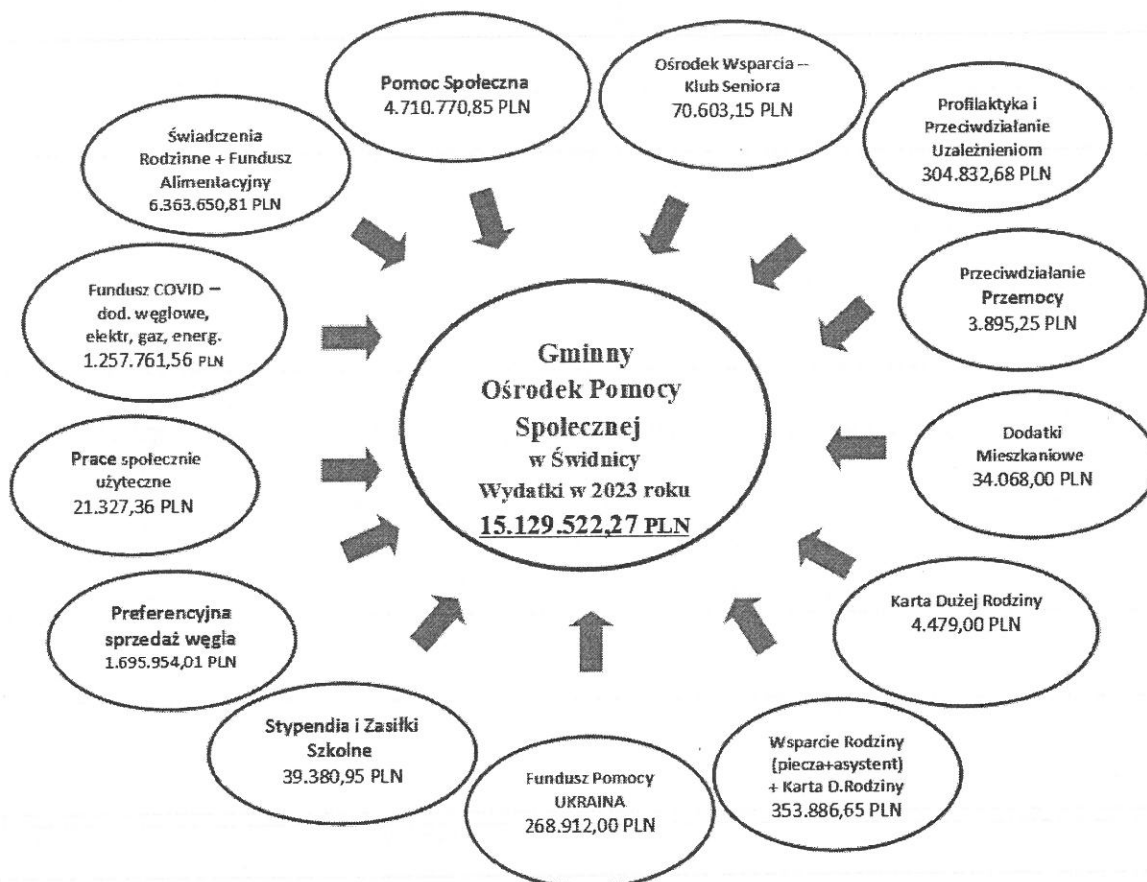 Pomoc Społeczna
4.710.770,85 PLN
Ośrodek Wsparcia –
Klub Seniora
70.603,15 PLN
Profilaktyka i
Przeciwdziałanie
Uzależnieniom
304.832,68 PLN
Przeciwdziałanie
Przemocy
3.895,25 PLN
Dodatki
Mieszkaniowe
34.068,00 PLN
Karta Dużej Rodziny
4.479,00 PLN
Wsparcie Rodziny
(piecza+asystent)
+ Karta D.Rodziny
353.886,65 PLN
Fundusz Pomocy
UKRAINA
268.912,00 PLN
Stypendia i Zasiłki
Szkolne
39.380,95 PLN
Preferencyjna
sprzedaż węgla
1.695.954,01 PLN
Prace społecznie
użyteczne
21.327,36 PLN
Fundusz COVID –
dod. węglowe,
elektr, gaz, energ.
1.257.761,56 PLN
Świadczenia
Rodzinne + Fundusz
Alimentacyjny
6.363.650,81 PLN
Gminny
Ośrodek Pomocy
Społecznej
w Świdnicy
Wydatki w 2023 roku
15.129.522,27 PLN